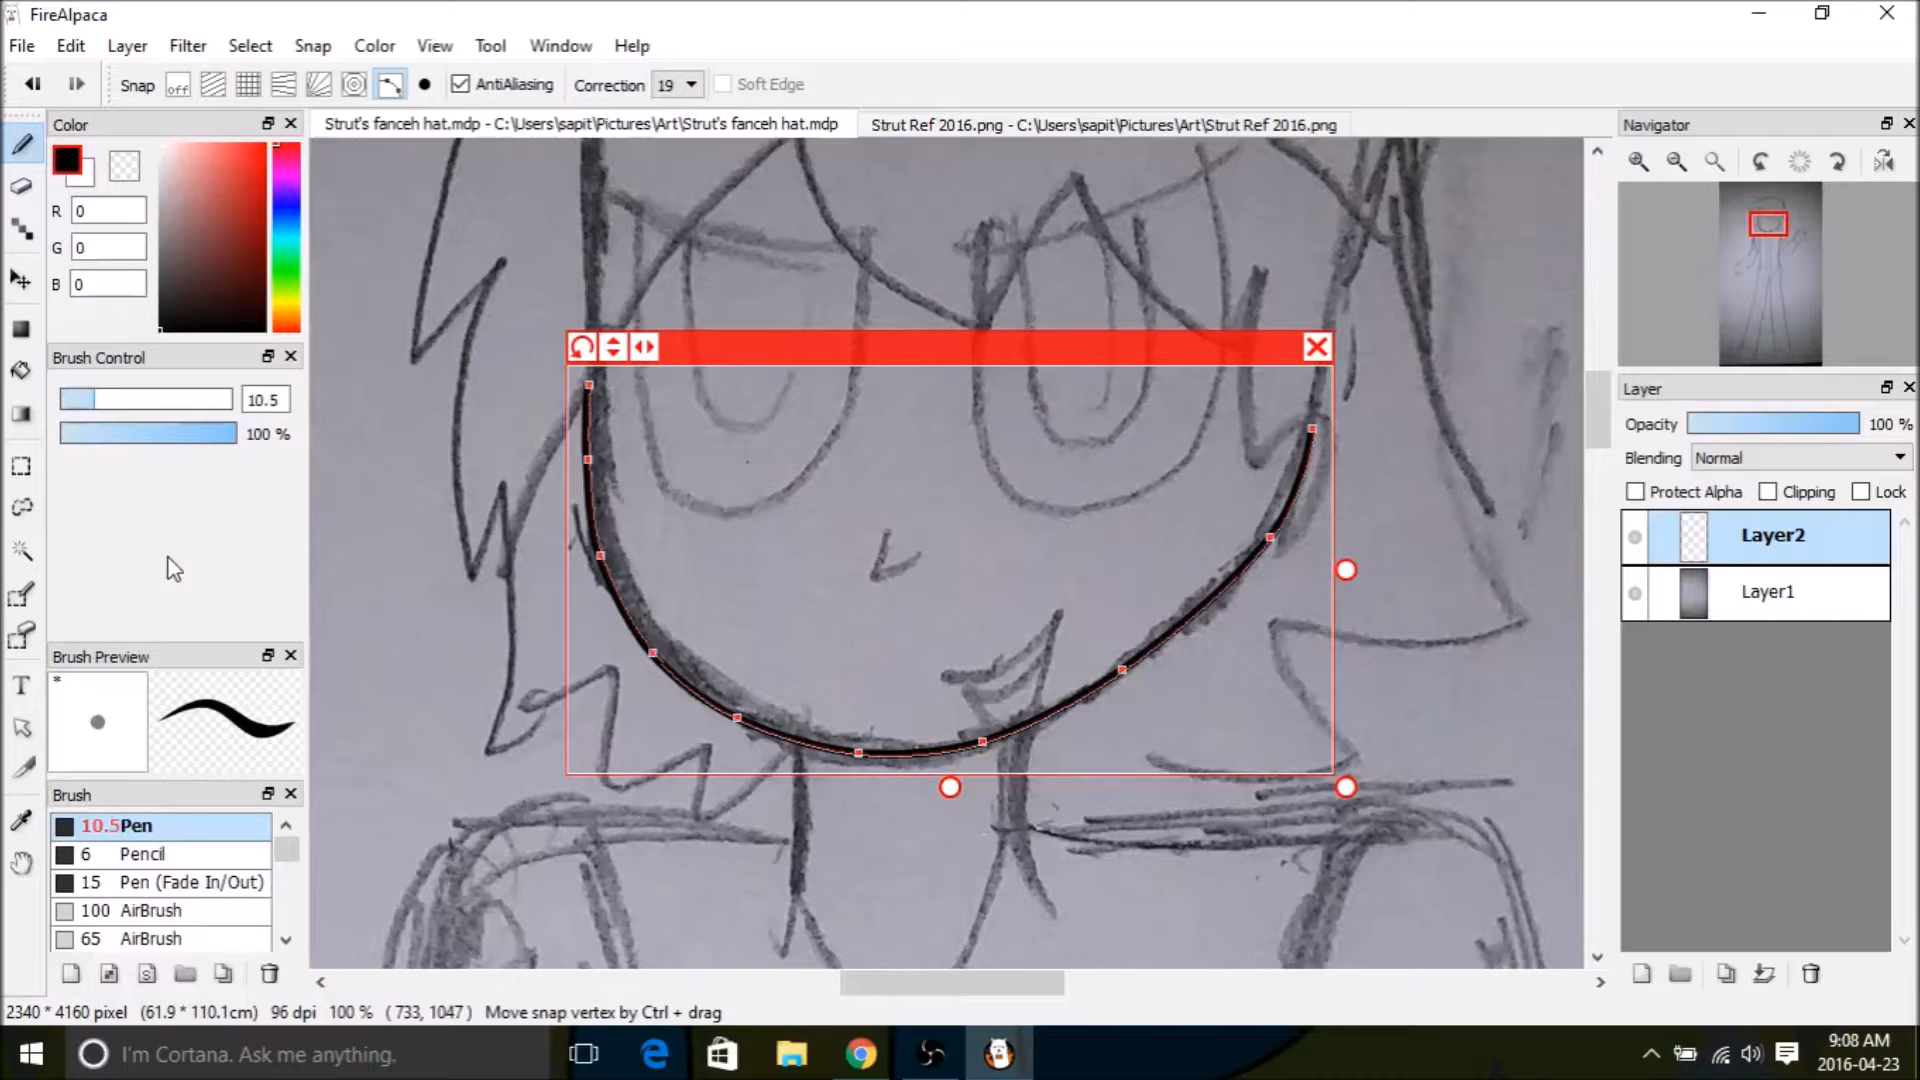 FireAlpaca
File Edit Layer Filter Select Snap Color View Tool Window Help
Snap off AntiAliasing Correction 19 Soft Edge
Color
Strut's fanceh hat.mdp - C:\Users\sapit\Pictures\Art\Strut's fanceh hat.mdp
Strut Ref 2016.png - C:\Users\sapit\Pictures\Art\Strut Ref 2016.png
Navigator
R 0
G 0
B 0
Brush Control
10.5
100 %
Layer
Opacity 100 %
Blending Normal
Protect Alpha Clipping Lock
Layer2
Layer1
Brush Preview
*
T
Brush
10.5 Pen
6 Pencil
15 Pen (Fade In/Out)
100 AirBrush
65 AirBrush
2340 * 4160 pixel (61.9 * 110.1cm) 96 dpi 100 % ( 733, 1047 ) Move snap vertex by Ctrl + drag
I'm Cortana. Ask me anything.
9:08 AM
2016-04-23